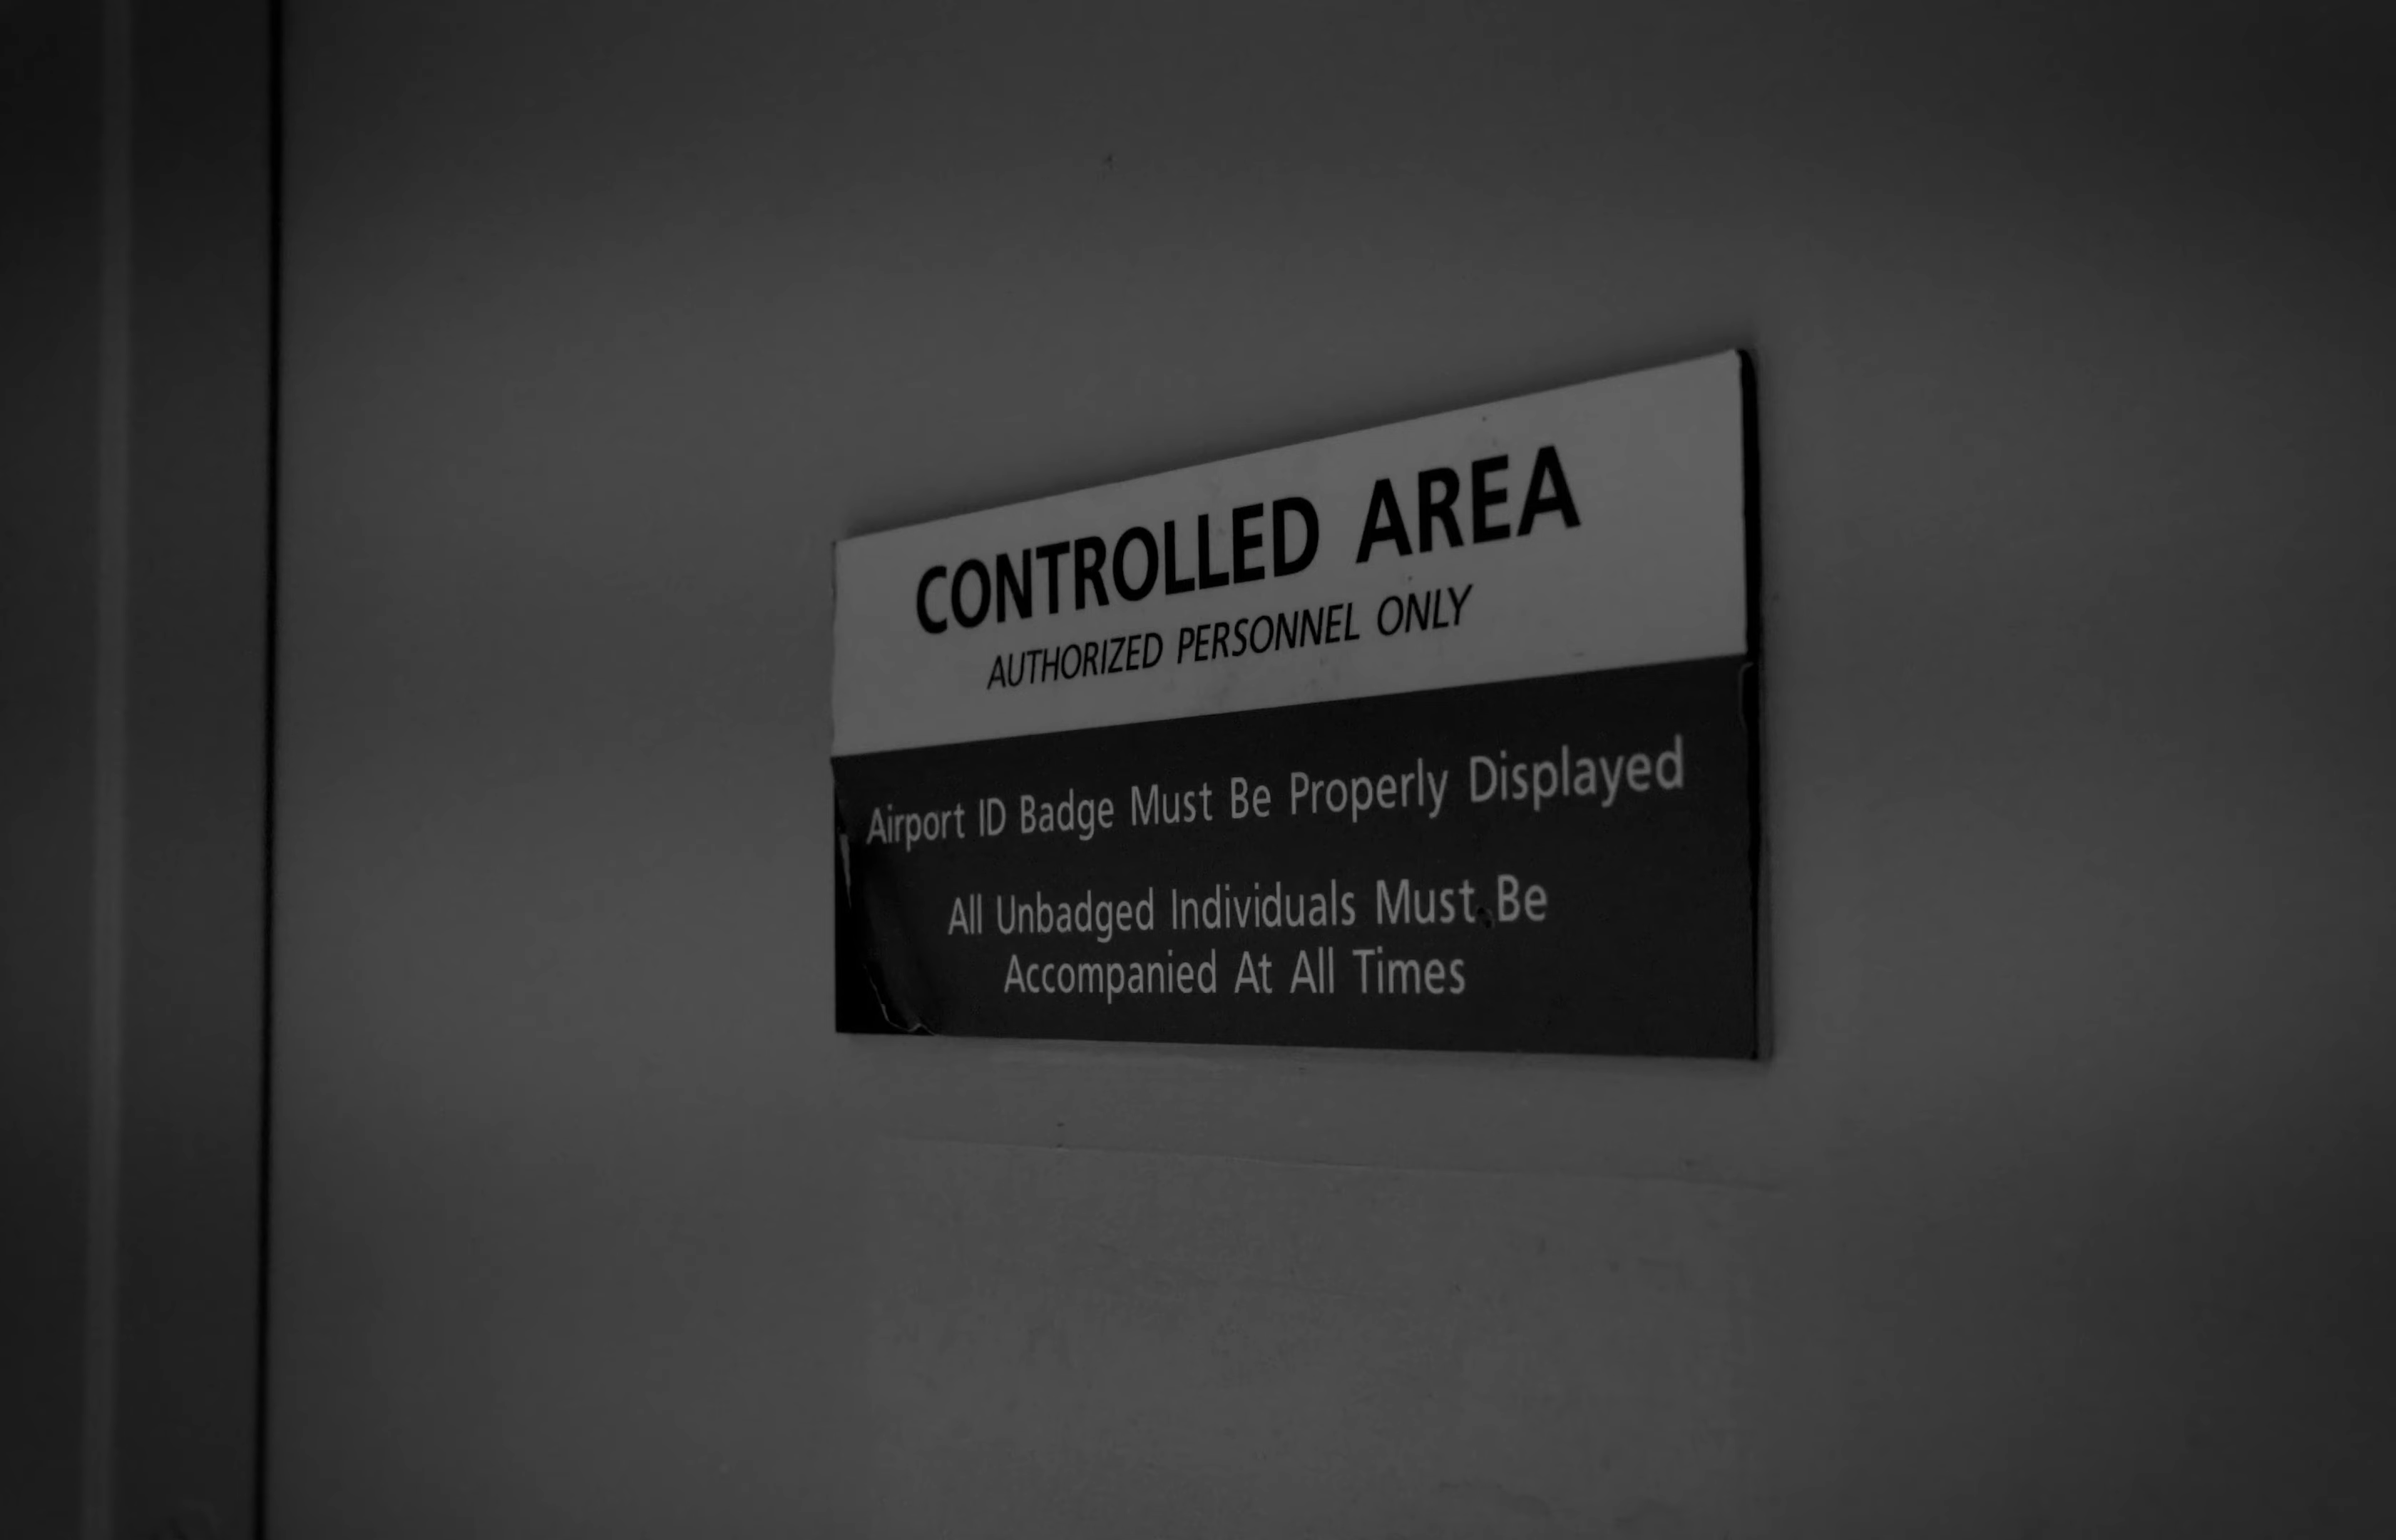 CONTROLLED AREA
AUTHORIZED PERSONNEL ONLY
Airport ID Badge Must Be Properly Displayed
All Unbadged Individuals Must Be
Accompanied At All Times